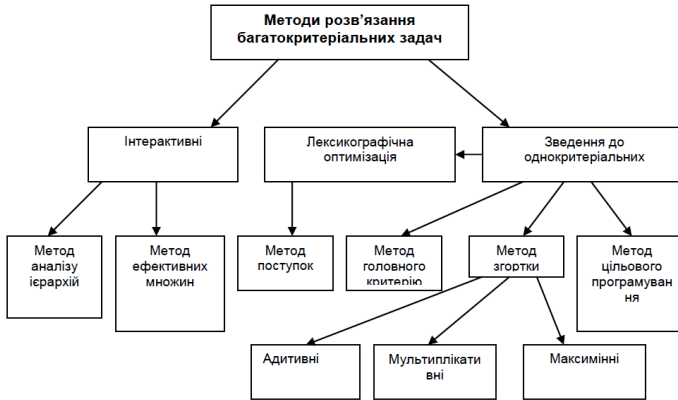 Методи розв’язання
багатокритеріальних задач
Інтерактивні
Лексикографічна
оптимізація
Зведення до
однокритеріальних
Метод
аналізу
ієрархій
Метод
ефективних
множин
Метод
поступок
Метод
головного
критерію
Метод
згортки
Метод
цільового
програмуван
ня
Адитивні
Мультиплікати
вні
Максимінні